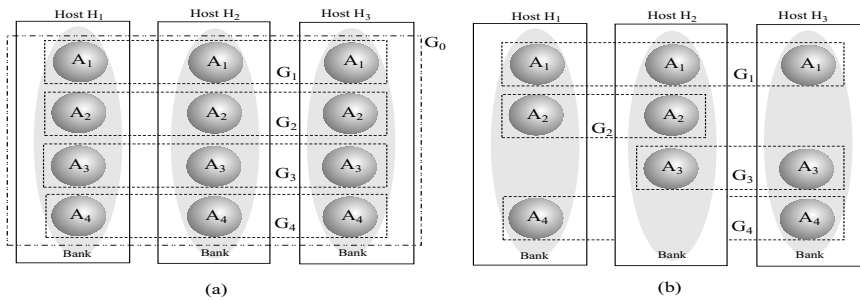 Host H1 Host H2 Host H3
G0
A1 A1 A1
G1
A2 A2 A2
G2
A3 A3 A3
G3
A4 A4 A4
G4
Bank Bank Bank
(a)
Host H1 Host H2 Host H3
A1 A1 A1
G1
A2 A2
G2
A3 A3
G3
A4 A4
G4
Bank Bank Bank
(b)